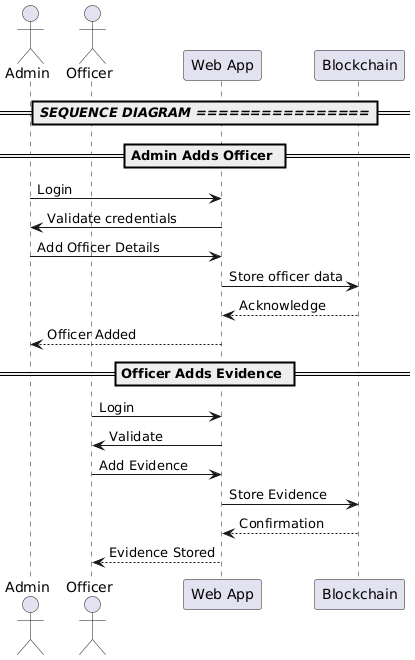 Admin Officer
Web App Blockchain
SEQUENCE DIAGRAM ================
Admin Adds Officer
Login
Validate credentials
Add Officer Details
Store officer data
Acknowledge
Officer Added
Officer Adds Evidence
Login
Validate
Add Evidence
Store Evidence
Confirmation
Evidence Stored
Admin Officer Web App Blockchain